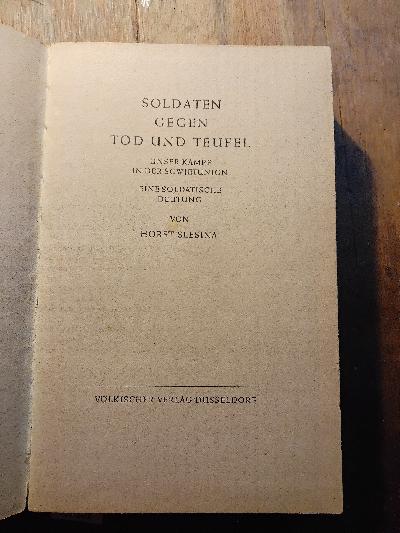 SOLDATEN
GEGEN
TOD UND TEUFEL
UNSER KAMPF
IN DER SOWJETUNION
EINE SOLDATISCHE
DEUTUNG
VON
HORST SLESINA
VÖLKISCHER VERLAG DÜSSELDORF